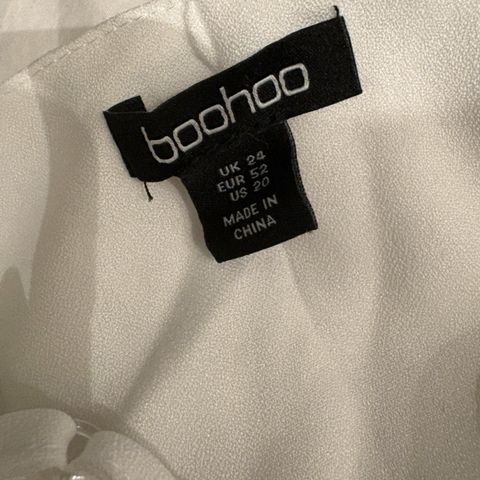 boohoo
UK 24
EUR 52
US 20
MADE IN
CHINA